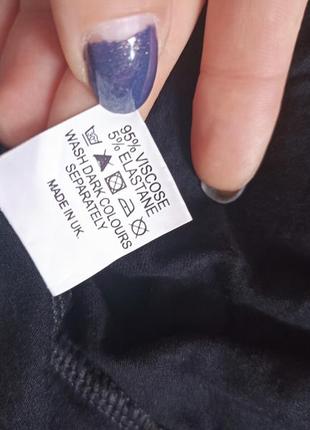 95% VISCOSE
5% ELASTANE
WASH DARK COLOURS
SEPARATELY
MADE IN UK